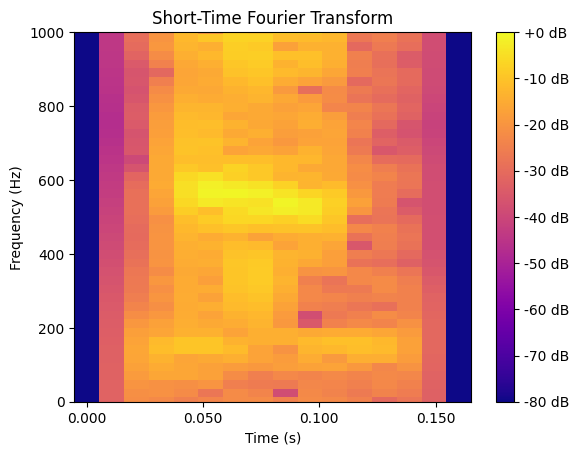 Short-Time Fourier Transform
Frequency (Hz)
1000
800
600
400
200
0
0.000
0.050
0.100
0.150
Time (s)
+0 dB
-10 dB
-20 dB
-30 dB
-40 dB
-50 dB
-60 dB
-70 dB
-80 dB